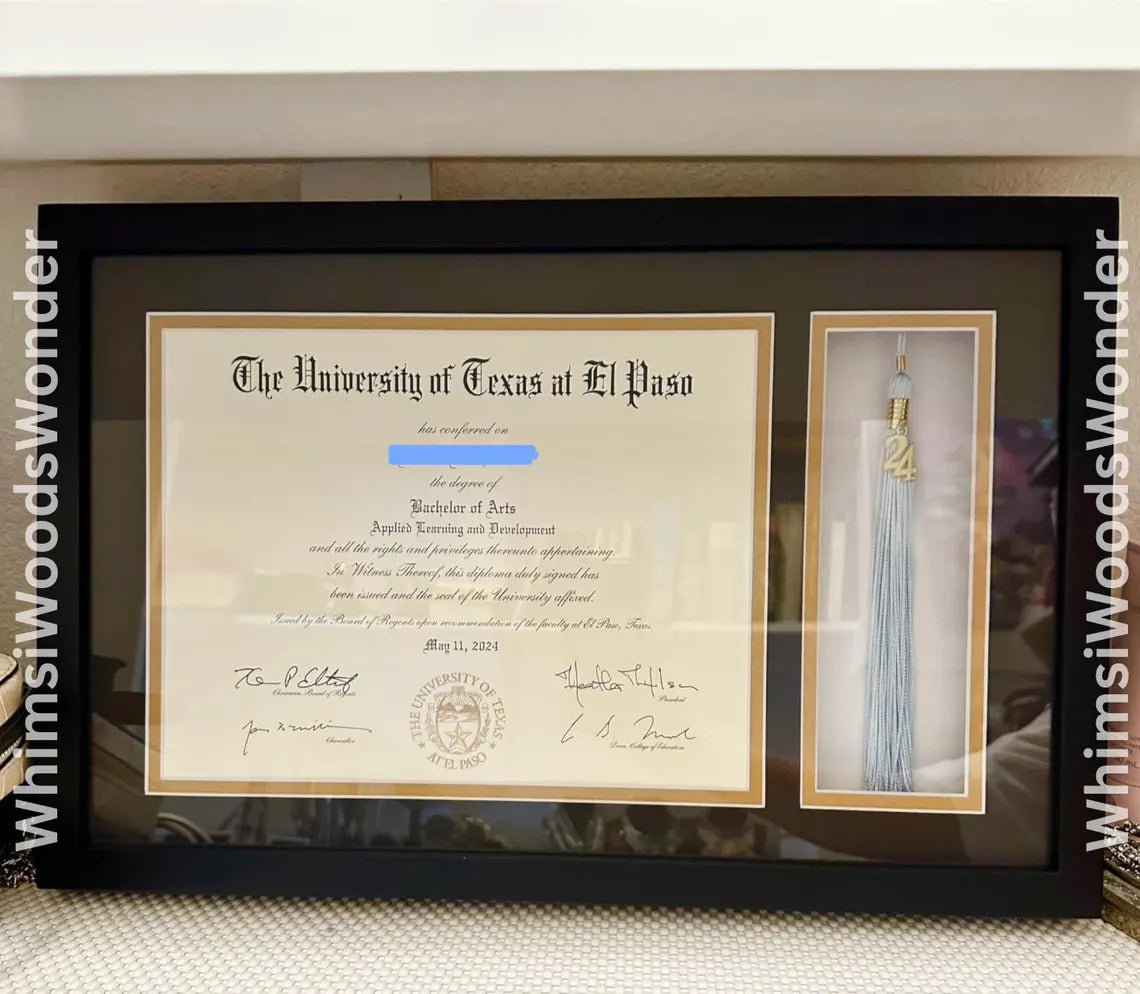 The University of Texas at El Paso
has conferred on
the degree of
Bachelor of Arts
Applied Learning and Development
and all the rights and privileges thereunto appertaining.
In Witness Thereof, this diploma duly signed has
been issued and the seal of the University affixed.
Issued by the Board of Regents upon recommendation of the faculty at El Paso, Texas.
May 11, 2024
Chairman, Board of Regents
President
Chancellor
Dean, College of Education
THE UNIVERSITY OF TEXAS
AT EL PASO
24
WhimsiWoodsWonder
WhimsiWoodsWonder